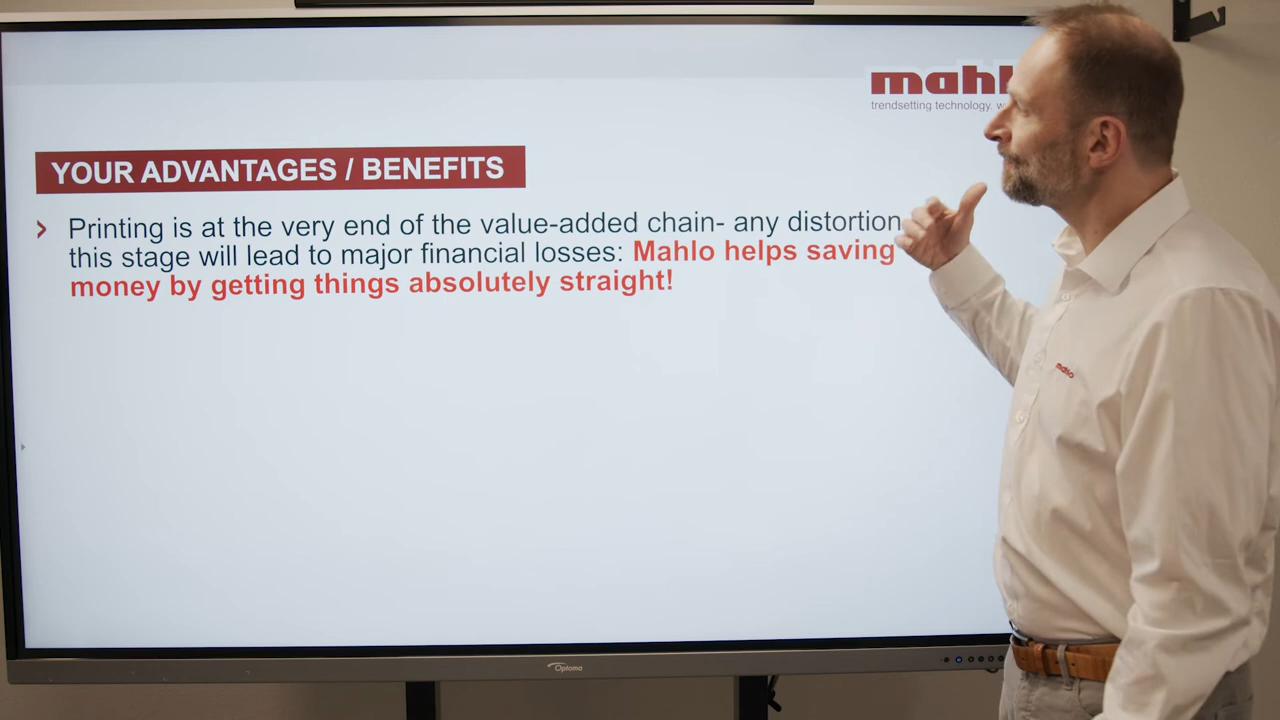 mahl
trendsetting technology.
YOUR ADVANTAGES / BENEFITS
› Printing is at the very end of the value-added chain- any distortion
this stage will lead to major financial losses: Mahlo helps saving
money by getting things absolutely straight!
mahlo
Optoma